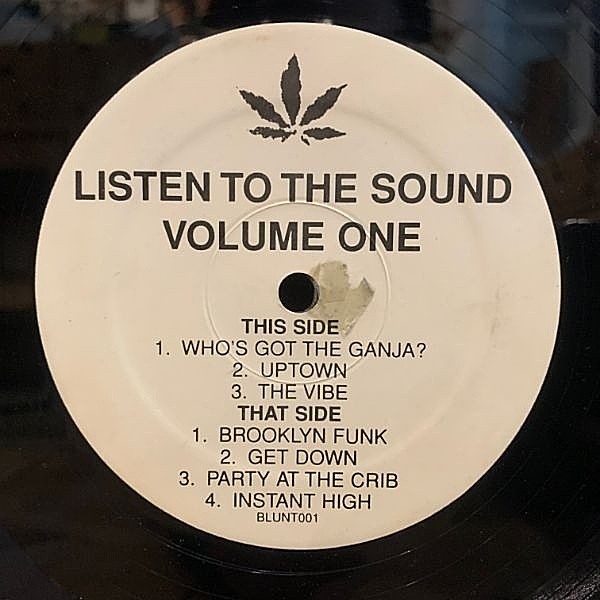 LISTEN TO THE SOUND
VOLUME ONE
THIS SIDE
1. WHO'S GOT THE GANJA?
2. UPTOWN
3. THE VIBE
THAT SIDE
1. BROOKLYN FUNK
2. GET DOWN
3. PARTY AT THE CRIB
4. INSTANT HIGH
BLUNT001